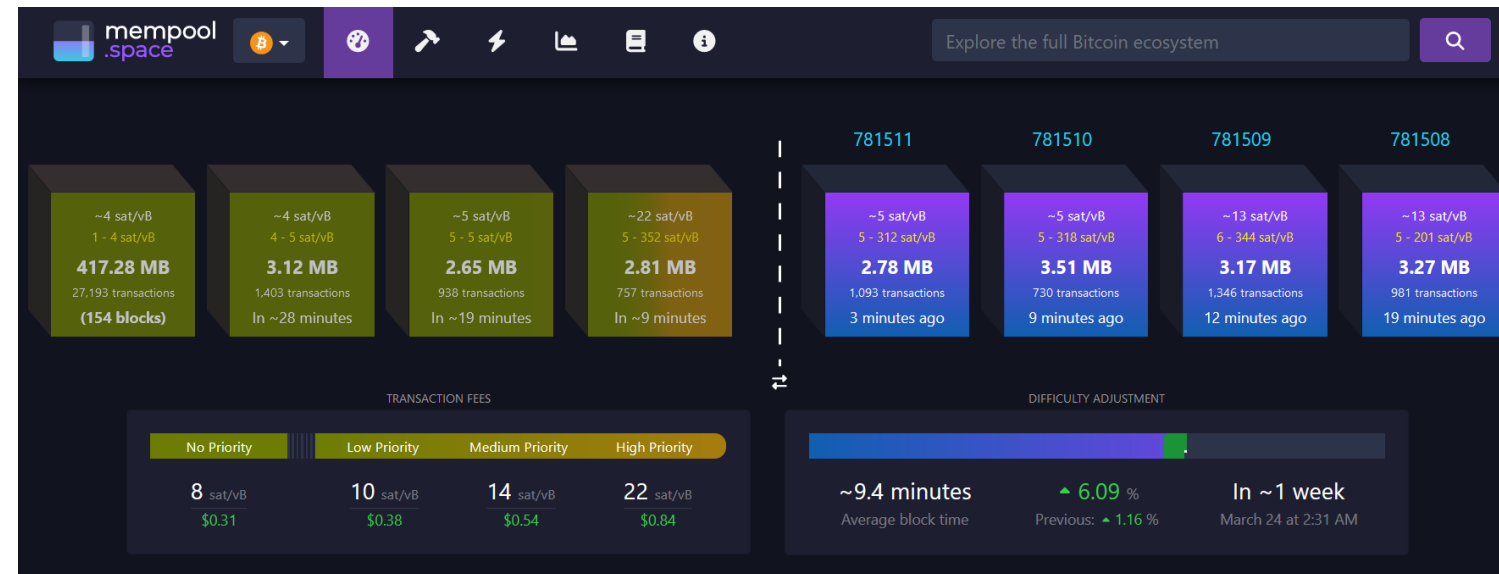 mempool
.space
Explore the full Bitcoin ecosystem
781511 781510 781509 781508
~4 sat/vB ~4 sat/vB ~5 sat/vB ~22 sat/vB ~5 sat/vB ~5 sat/vB ~13 sat/vB ~13 sat/vB
1 - 4 sat/vB 4 - 5 sat/vB 5 - 5 sat/vB 5 - 352 sat/vB 5 - 312 sat/vB 5 - 318 sat/vB 6 - 344 sat/vB 5 - 201 sat/vB
417.28 MB 3.12 MB 2.65 MB 2.81 MB 2.78 MB 3.51 MB 3.17 MB 3.27 MB
27,193 transactions 1,403 transactions 938 transactions 757 transactions 1,093 transactions 730 transactions 1,346 transactions 981 transactions
(154 blocks) In ~28 minutes In ~19 minutes In ~9 minutes 3 minutes ago 9 minutes ago 12 minutes ago 19 minutes ago
TRANSACTION FEES
No Priority Low Priority Medium Priority High Priority
8 sat/vB 10 sat/vB 14 sat/vB 22 sat/vB
$0.31 $0.38 $0.54 $0.84
DIFFICULTY ADJUSTMENT
~9.4 minutes 6.09 % In ~1 week
Average block time Previous: 1.16 % March 24 at 2:31 AM